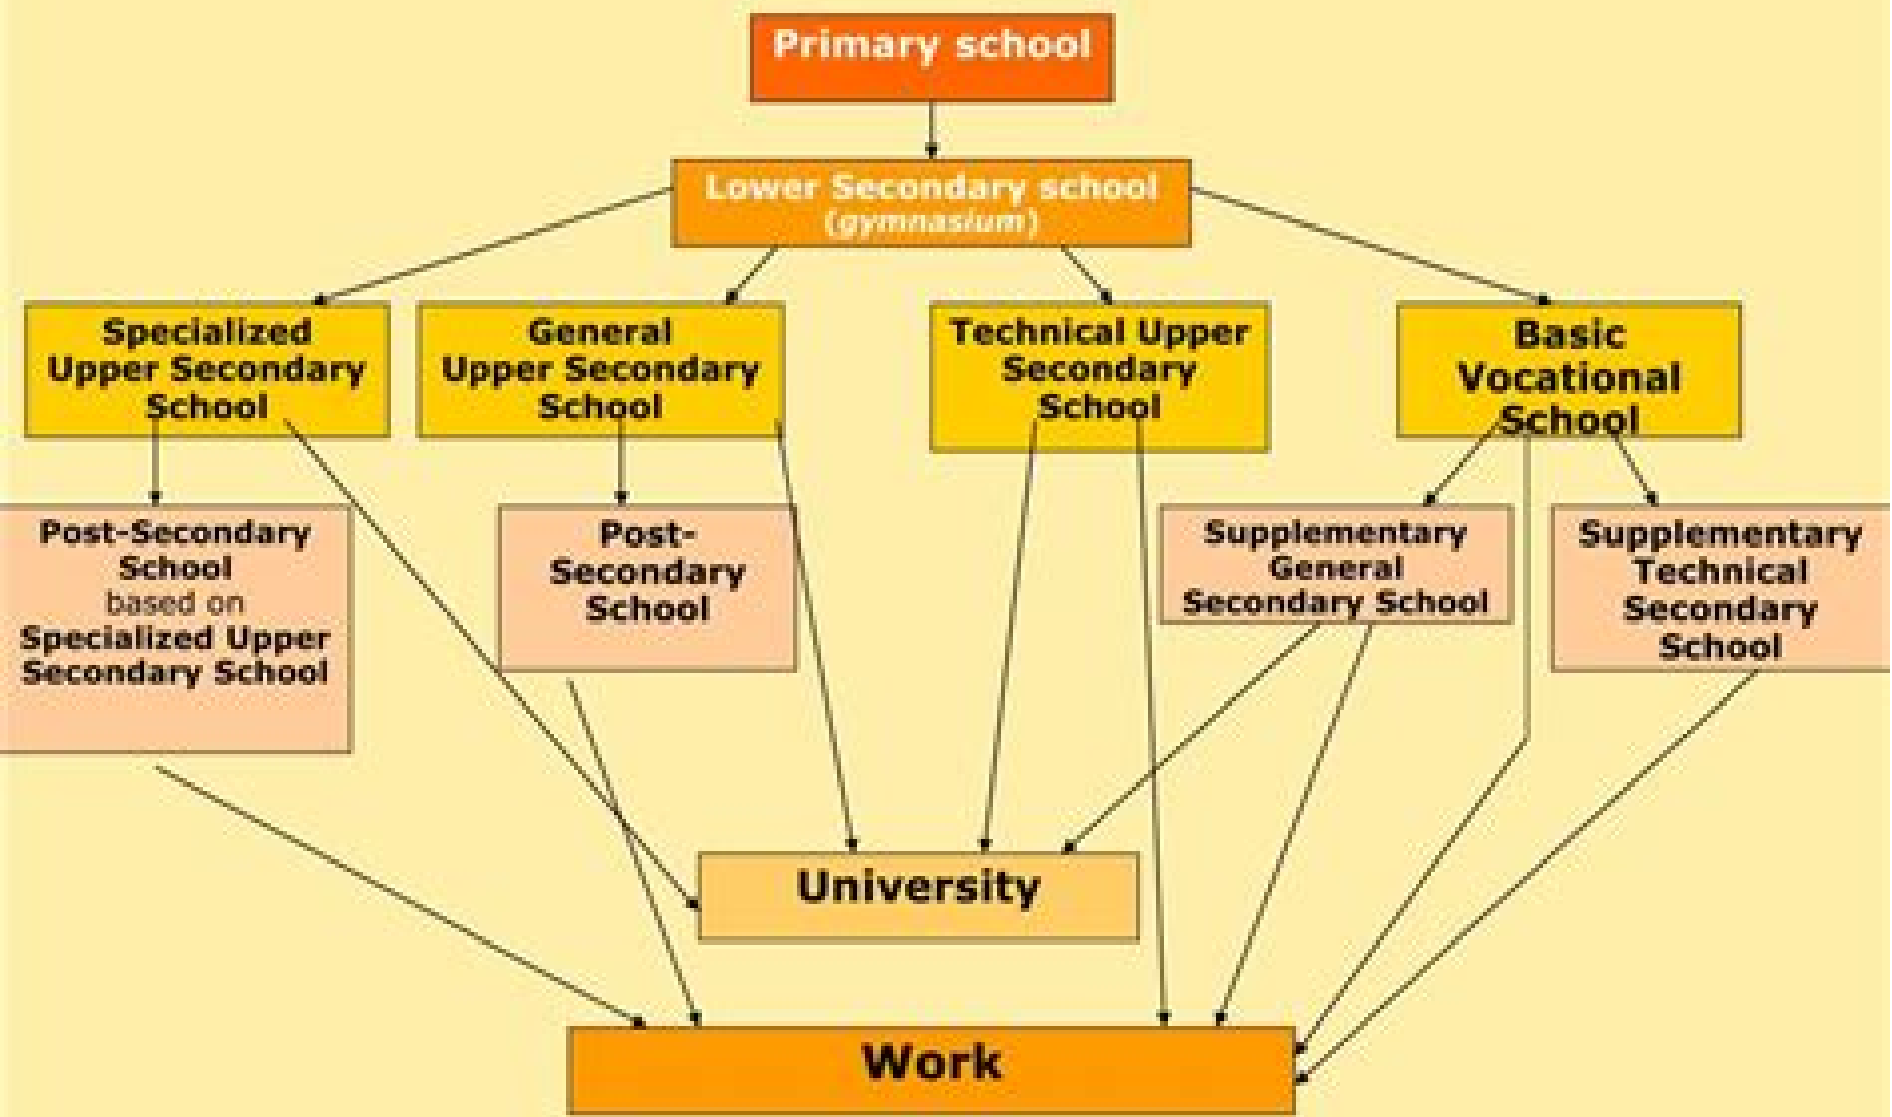 Primary school
Lower Secondary school
(gymnasium)
Specialized
Upper Secondary
School
General
Upper Secondary
School
Technical Upper
Secondary
School
Basic
Vocational
School
Post-Secondary
School
based on
Specialized Upper
Secondary School
Post-
Secondary
School
Supplementary
General
Secondary School
Supplementary
Technical
Secondary
School
University
Work